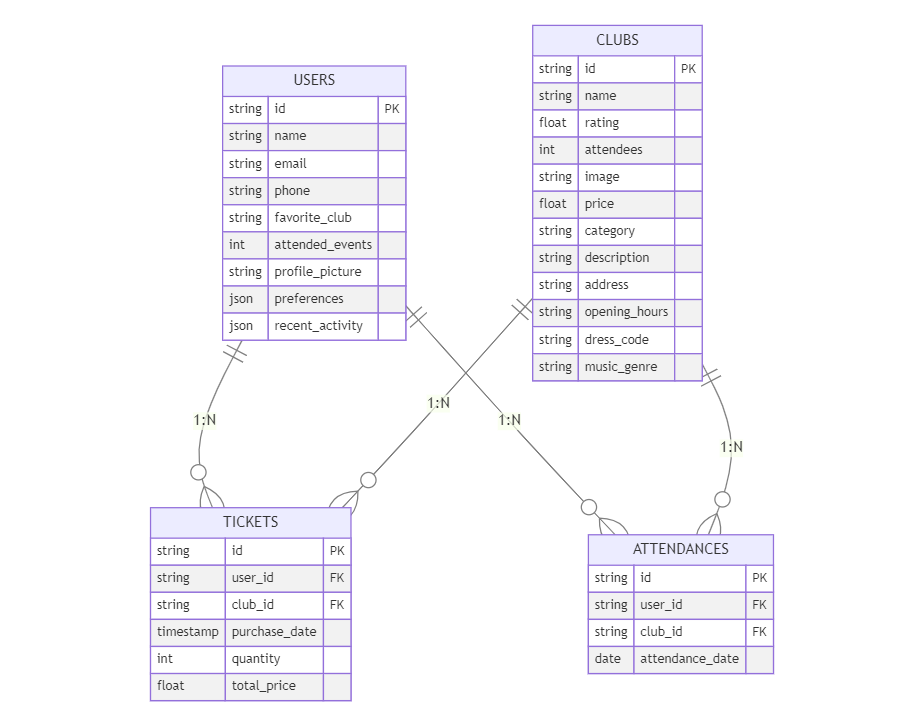 USERS
string id PK
string name
string email
string phone
string favorite_club
int attended_events
string profile_picture
json preferences
json recent_activity
CLUBS
string id PK
string name
float rating
int attendees
string image
float price
string category
string description
string address
string opening_hours
string dress_code
string music_genre
1:N
1:N
1:N
1:N
TICKETS
string id PK
string user_id FK
string club_id FK
timestamp purchase_date
int quantity
float total_price
ATTENDANCES
string id PK
string user_id FK
string club_id FK
date attendance_date